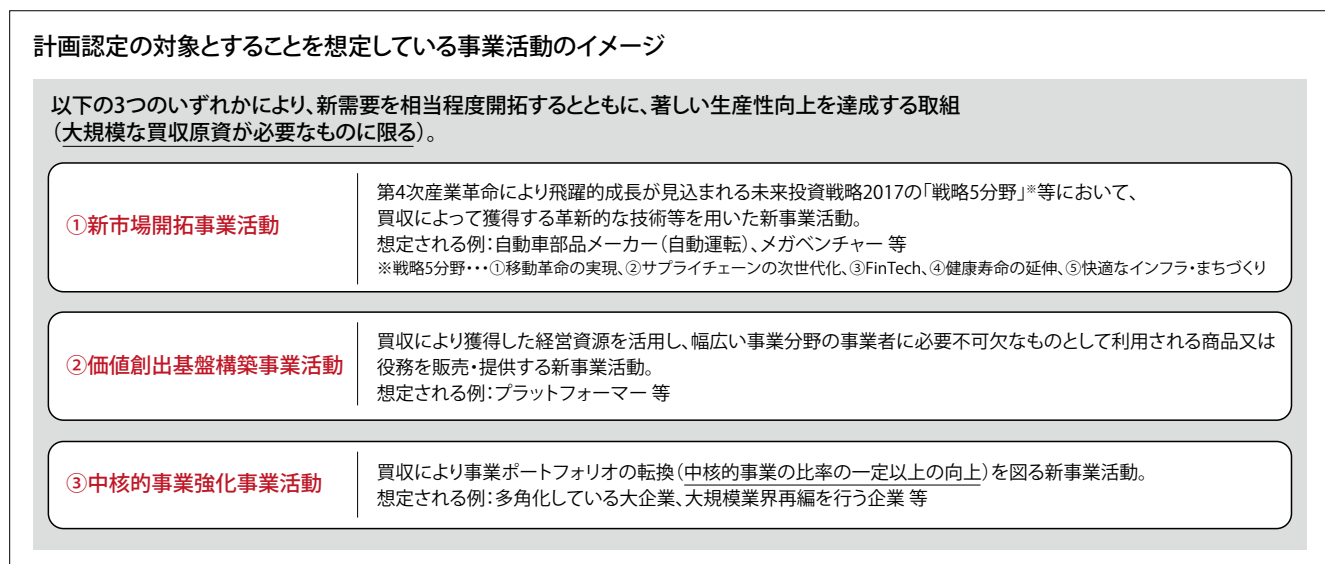 計画認定の対象とすることを想定している事業活動のイメージ
以下の3つのいずれかにより、新需要を相当程度開拓するとともに、著しい生産性向上を達成する取組
（大規模な買収原資が必要なものに限る）。
①新市場開拓事業活動
第4次産業革命により飛躍的成長が見込まれる未来投資戦略2017の「戦略5分野」※等において、
買収によって獲得する革新的な技術等を用いた新事業活動。
想定される例：自動車部品メーカー（自動運転）、メガベンチャー 等
※戦略5分野・・・①移動革命の実現、②サプライチェーンの次世代化、③FinTech、④健康寿命の延伸、⑤快適なインフラ・まちづくり
②価値創出基盤構築事業活動
買収により獲得した経営資源を活用し、幅広い事業分野の事業者に必要不可欠なものとして利用される商品又は
役務を販売・提供する新事業活動。
想定される例：プラットフォーマー 等
③中核的事業強化事業活動
買収により事業ポートフォリオの転換（中核的事業の比率の一定以上の向上）を図る新事業活動。
想定される例：多角化している大企業、大規模業界再編を行う企業 等